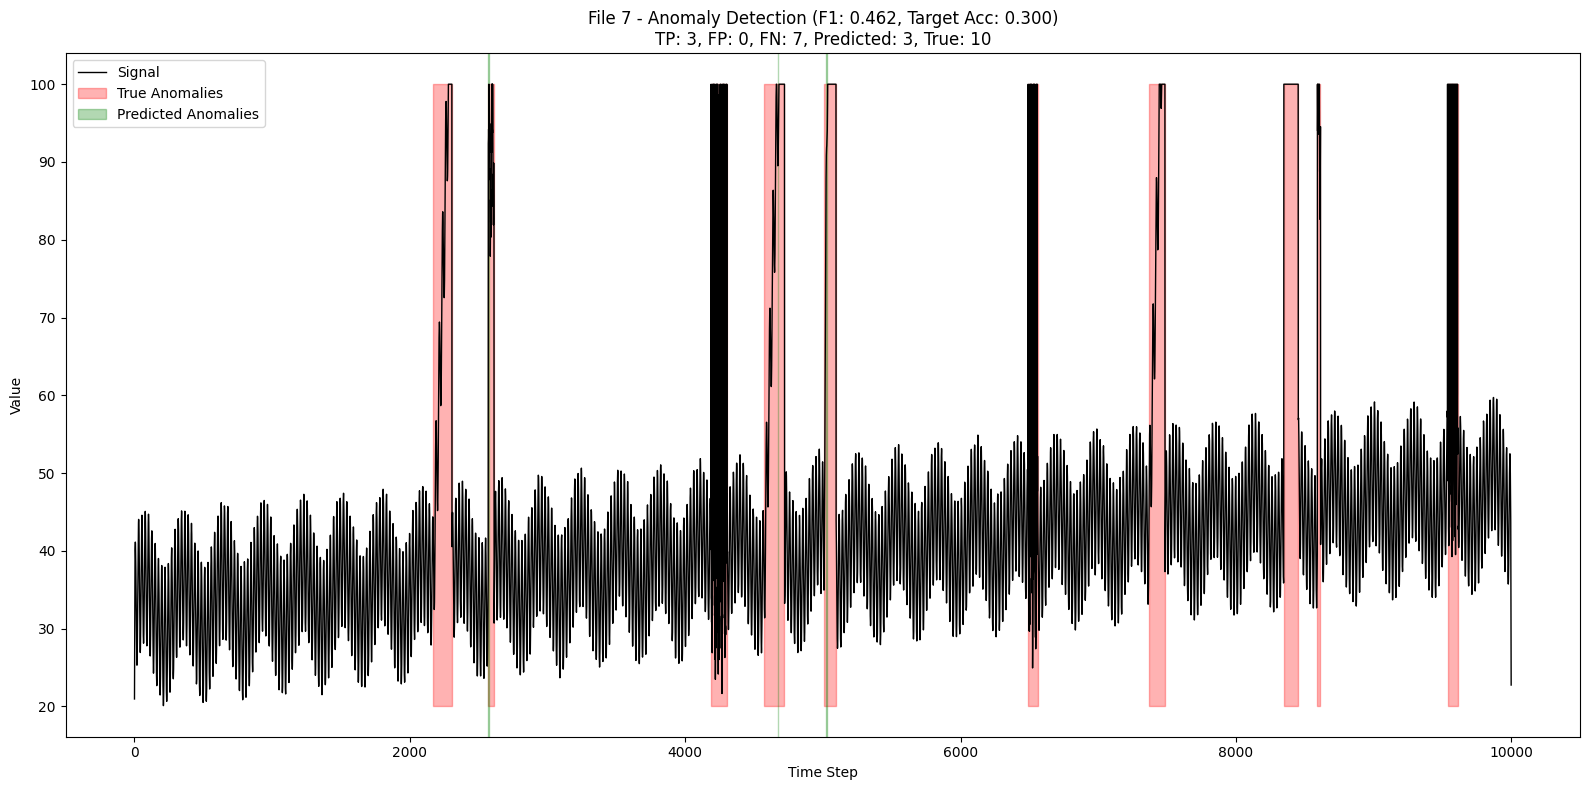 File 7 - Anomaly Detection (F1: 0.462, Target Acc: 0.300)
TP: 3, FP: 0, FN: 7, Predicted: 3, True: 10
Signal
True Anomalies
Predicted Anomalies
100
90
80
70
60
50
40
30
20
Value
0
2000
4000
6000
8000
10000
Time Step